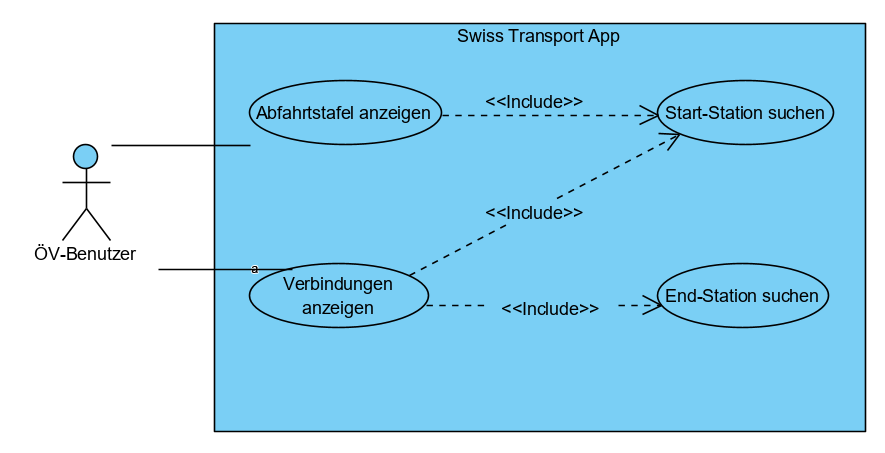 Swiss Transport App
Abfahrtstafel anzeigen
<<Include>>
Start-Station suchen
<<Include>>
ÖV-Benutzer
a
Verbindungen
anzeigen
<<Include>>
End-Station suchen